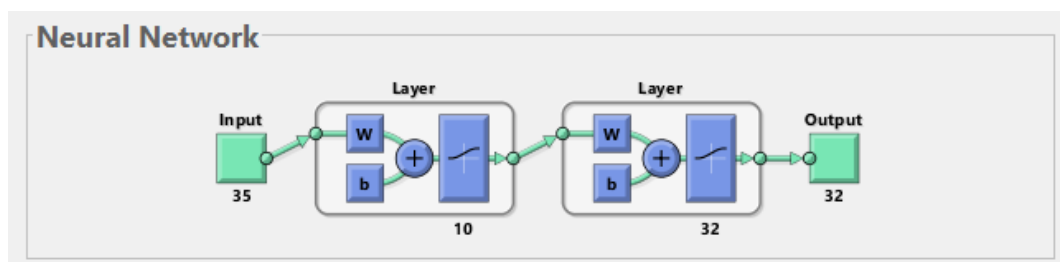 Neural Network
Layer Layer
Input W W Output
+ +
b b
35 32
10 32